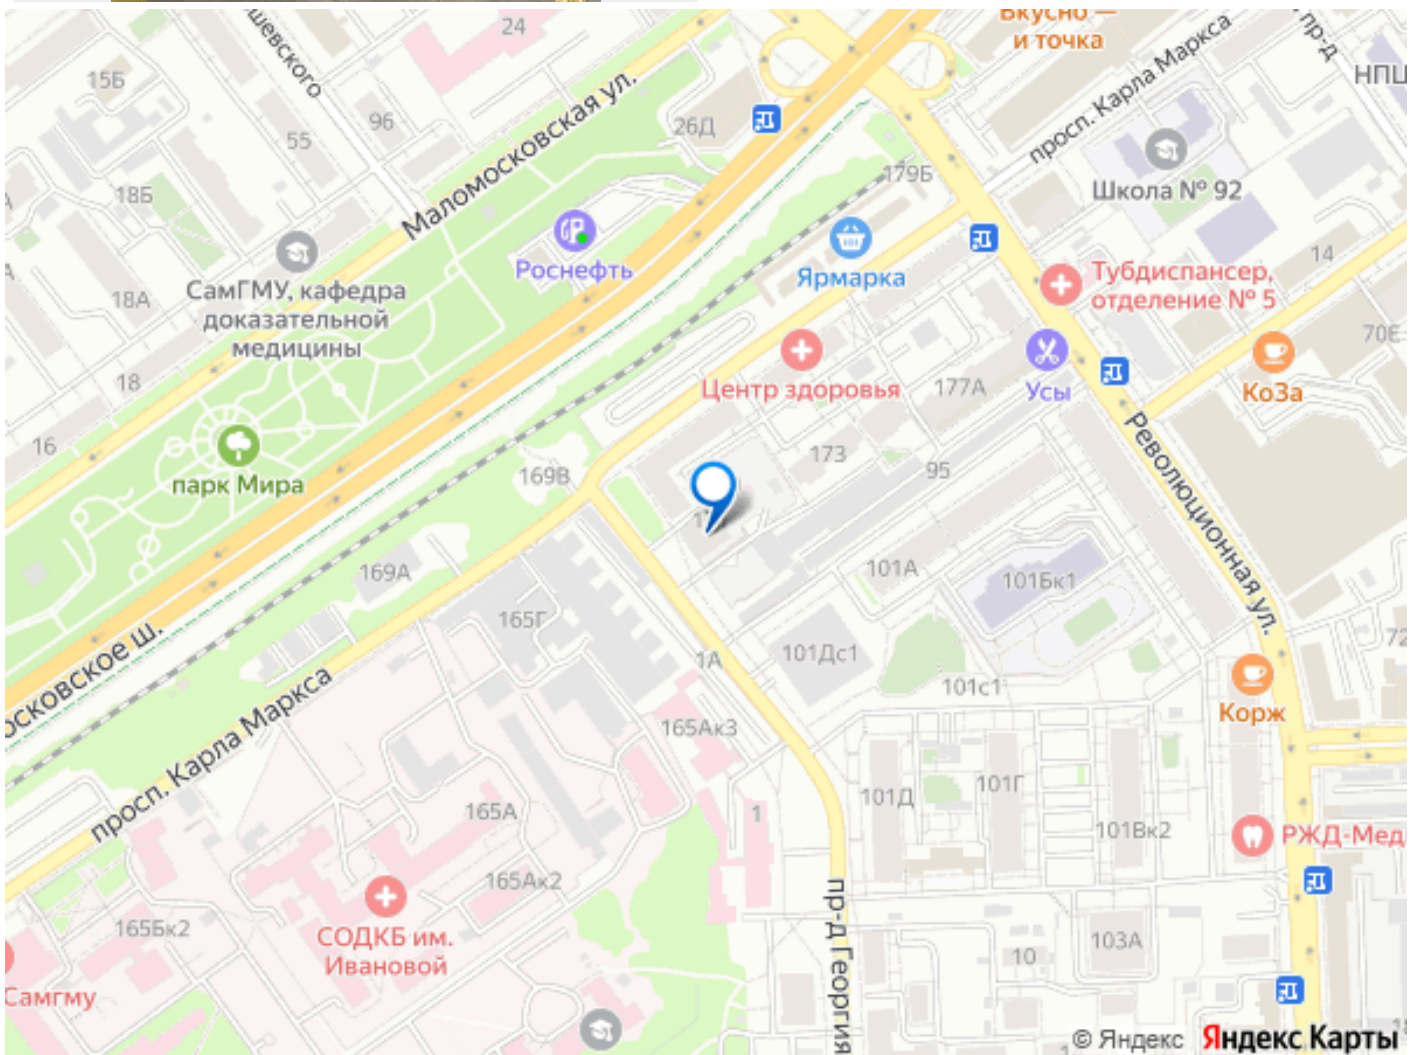 24
Вкусно —
и точка
просп. Карла Маркса
пр-д
НПЦ
15Б
96
55
Маломосковская ул.
26Д
18Б
179Б
Школа № 92
Роснефть
Ярмарка
Тубдиспансер,
отделение № 5
14
18А
СамГМУ, кафедра
доказательной
медицины
70Е
18
Центр здоровья
177А
Усы
КоЗа
16
парк Мира
169В
173
95
Революционная ул.
169А
101А
101Бк1
165Г
1А
101Дс1
101с1
72
просп. Карла Маркса
165Ак3
Корж
101Д
101Г
165А
1
101Вк2
РЖД-Мед
165Ак2
пр-д Георгия
165Бк2
СОДКБ им.
Ивановой
103А
10
Самгму
© Яндекс Яндекс Карты